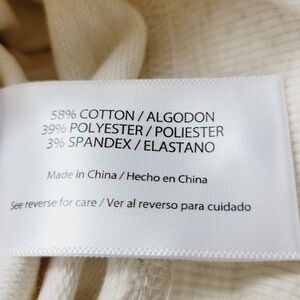 58% COTTON / ALGODON
39% POLYESTER / POLIESTER
3% SPANDEX / ELASTANO
Made in China / Hecho en China
See reverse for care / Ver al reverso para cuidado